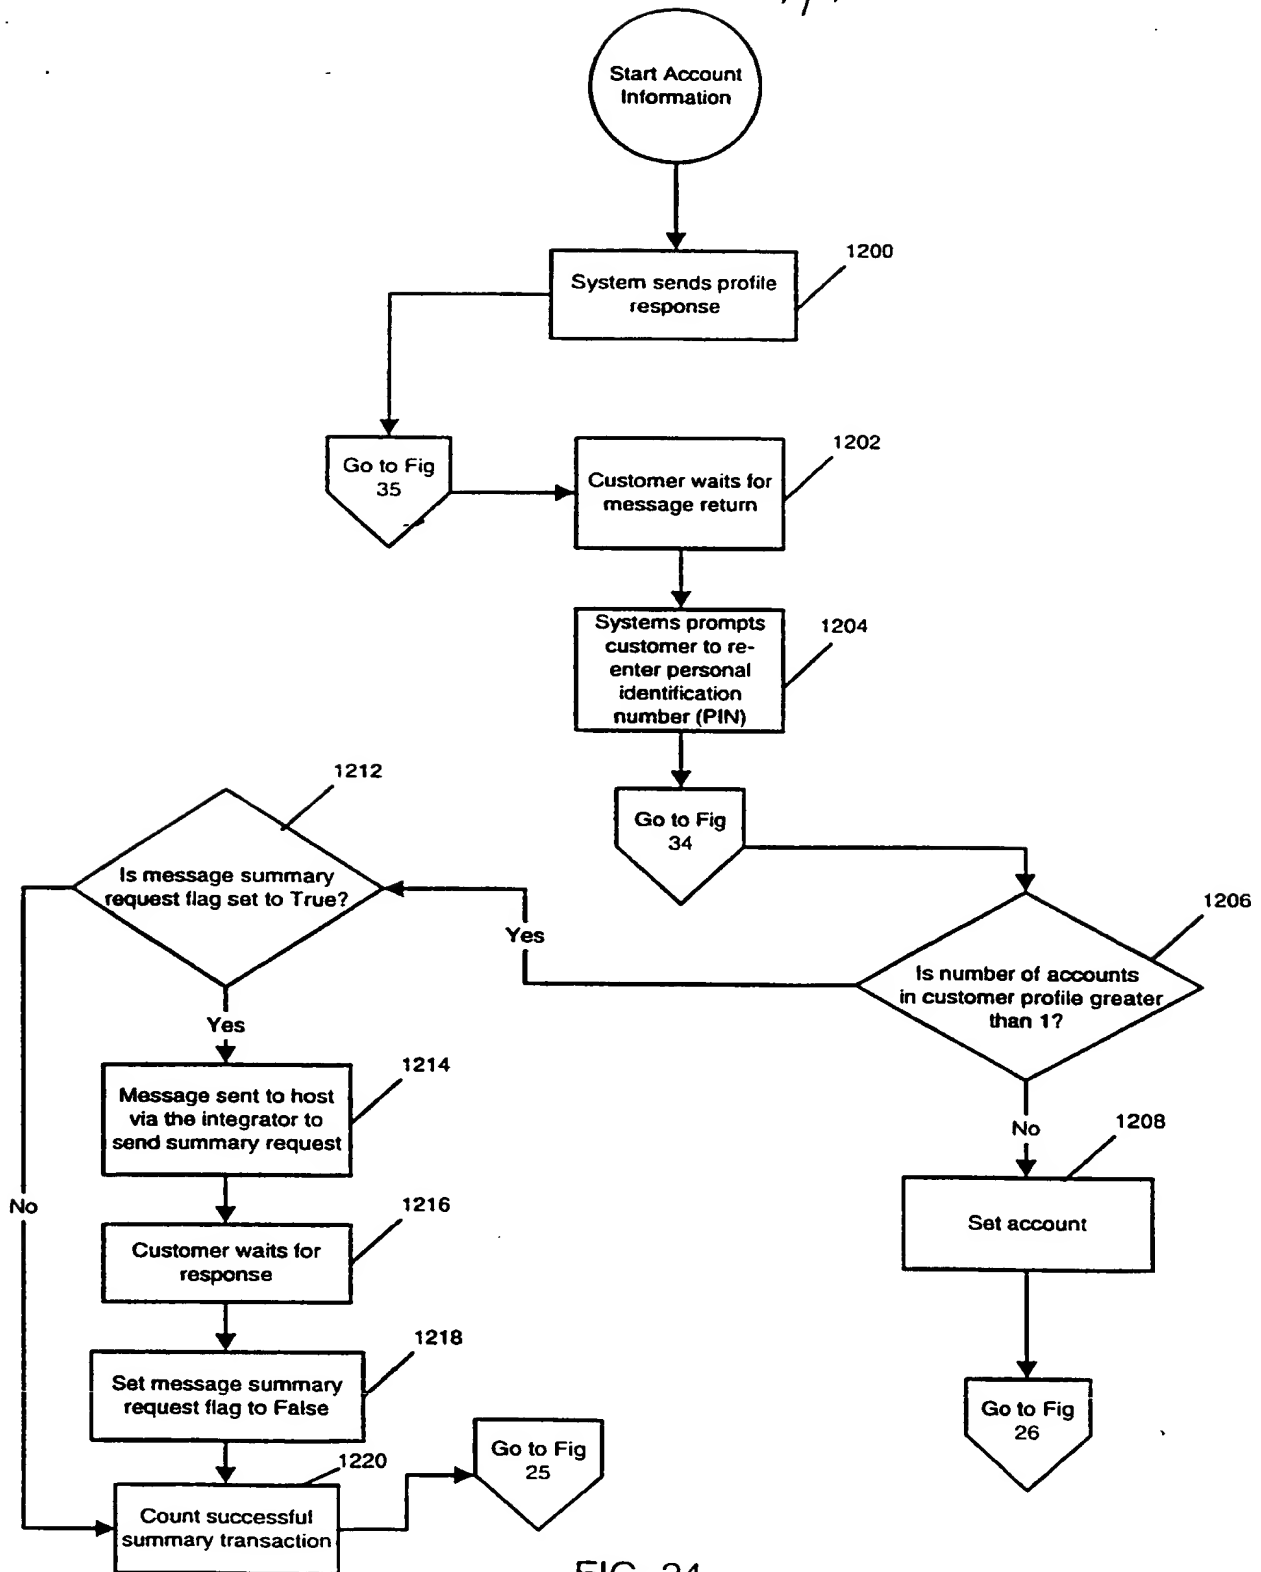 Start Account
Information
1200
System sends profile
response
Go to Fig
35
1202
Customer waits for
message return
1204
Systems prompts
customer to re-
enter personal
identification
number (PIN)
Go to Fig
34
1212
Is message summary
request flag set to True?
Yes
1206
Is number of accounts
in customer profile greater
than 1?
Yes
No
1214
Message sent to host
via the integrator to
send summary request
No
1208
Set account
1216
Customer waits for
response
1218
Set message summary
request flag to False
Go to Fig
26
1220
Count successful
summary transaction
Go to Fig
25